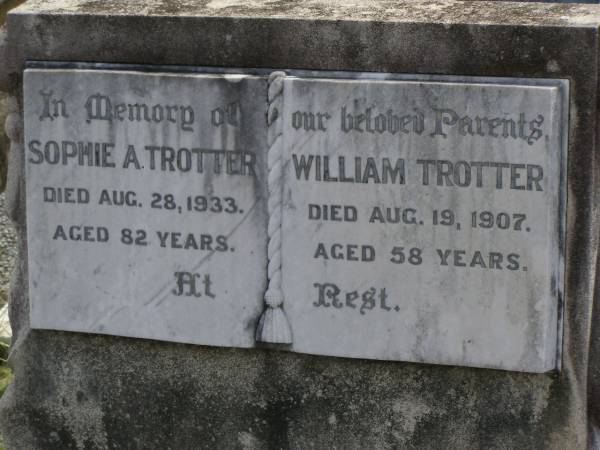 In Memory of our beloved Parents,
SOPHIE A. TROTTER
DIED AUG. 28, 1933.
AGED 82 YEARS.
WILLIAM TROTTER
DIED AUG. 19, 1907.
AGED 58 YEARS.
At Rest.